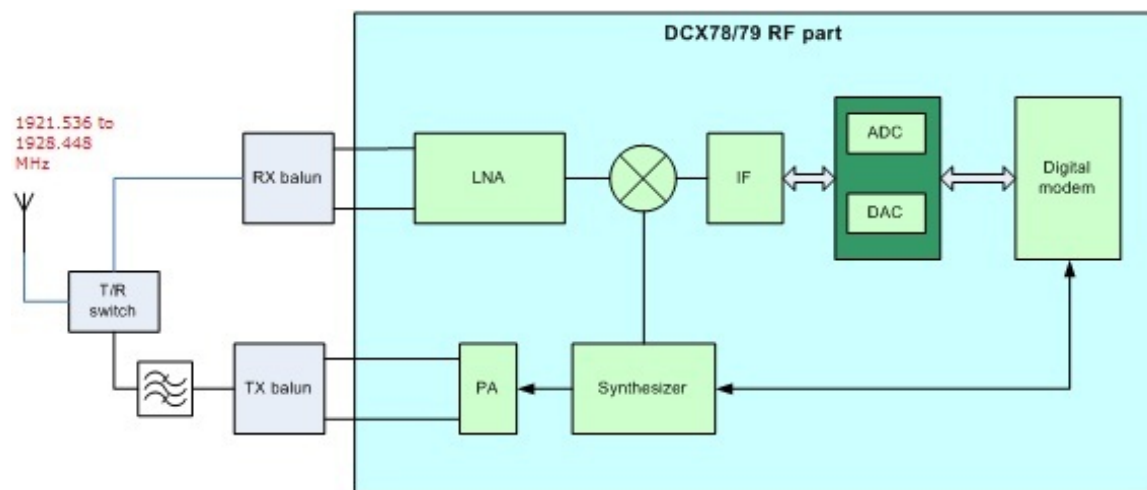 DCX78/79 RF part
1921.536 to
1928.448
MHz
RX balun
LNA
IF
ADC
DAC
Digital
modem
T/R
switch
TX balun
PA
Synthesizer